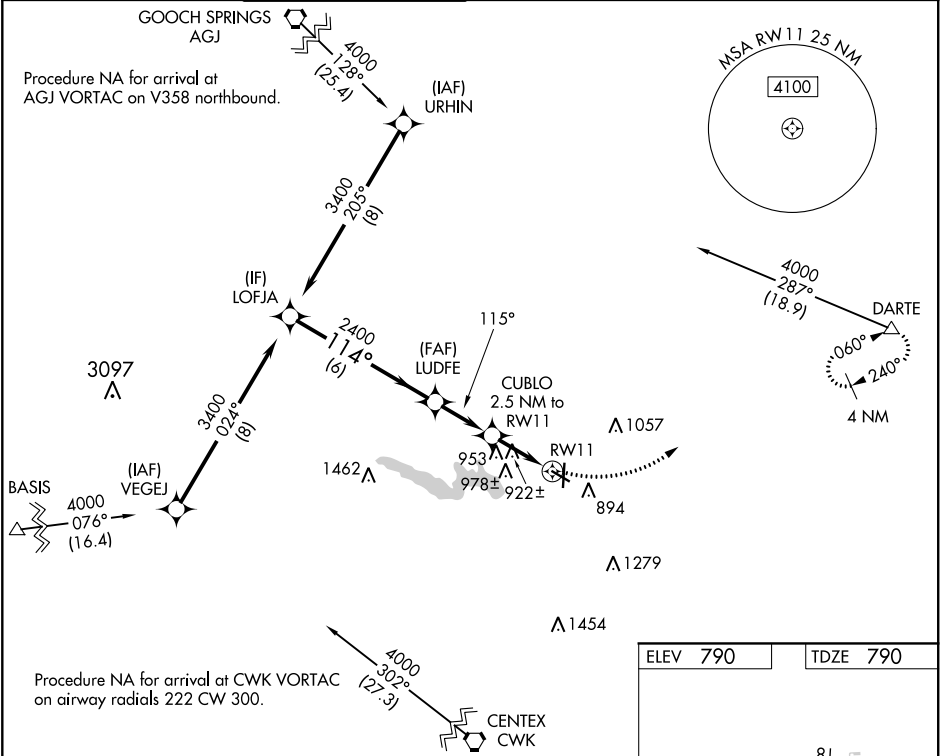 GOOCH SPRINGS
AGJ
4000
128°
(25.4)
Procedure NA for arrival at
AGJ VORTAC on V358 northbound.
(IAF)
URHIN
MSA RW11 25 NM
4100
3400
205°
(8)
(IF)
LOFJA
4000
287°
(18.9)
DARTE
060°
240°
4 NM
2400
114°
(6)
115°
(FAF)
LUDFE
CUBLO
2.5 NM to
RW11
3097
3400
024°
(8)
1057
RW11
953
978±
922±
894
1462
(IAF)
VEGEJ
BASIS
4000
076°
(16.4)
1279
1454
Procedure NA for arrival at CWK VORTAC
on airway radials 222 CW 300.
4000
302°
(27.3)
CENTEX
CWK
ELEV 790
TDZE 790